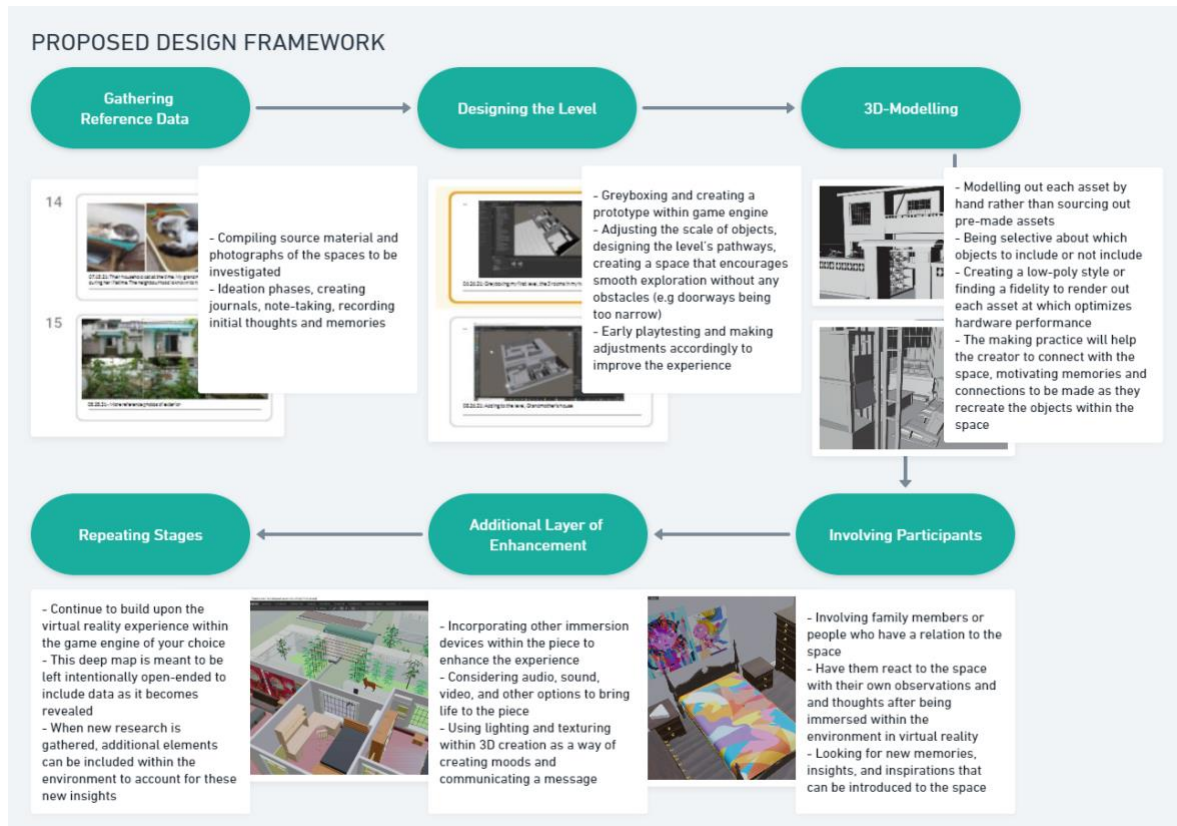 PROPOSED DESIGN FRAMEWORK
Gathering
Reference Data
Designing the Level
3D-Modelling
14
15
- Compiling source material and
photographs of the spaces to be
investigated
- Ideation phases, creating
journals, note-taking, recording
initial thoughts and memories
- Greyboxing and creating a
prototype within game engine
- Adjusting the scale of objects,
designing the level's pathways,
creating a space that encourages
smooth exploration without any
obstacles (e.g doorways being
too narrow)
- Early playtesting and making
adjustments accordingly to
improve the experience
- Modelling out each asset by
hand rather than sourcing out
pre-made assets
- Being selective about which
objects to include or not include
- Creating a low-poly style or
finding a fidelity to render out
each asset at which optimizes
hardware performance
- The making practice will help
the creator to connect with the
space, motivating memories and
connections to be made as they
recreate the objects within the
space
Repeating Stages
Additional Layer of
Enhancement
Involving Participants
- Continue to build upon the
virtual reality experience within
the game engine of your choice
- This deep map is meant to be
left intentionally open-ended to
include data as it becomes
revealed
- When new research is
gathered, additional elements
can be included within the
environment to account for these
new insights
- Incorporating other immersion
devices within the piece to
enhance the experience
- Considering audio, sound,
video, and other options to bring
life to the piece
- Using lighting and texturing
within 3D creation as a way of
creating moods and
communicating a message
- Involving family members or
people who have a relation to the
space
- Have them react to the space
with their own observations and
and thoughts after being
immersed within the
environment in virtual reality
- Looking for new memories,
insights, and inspirations that
can be introduced to the space